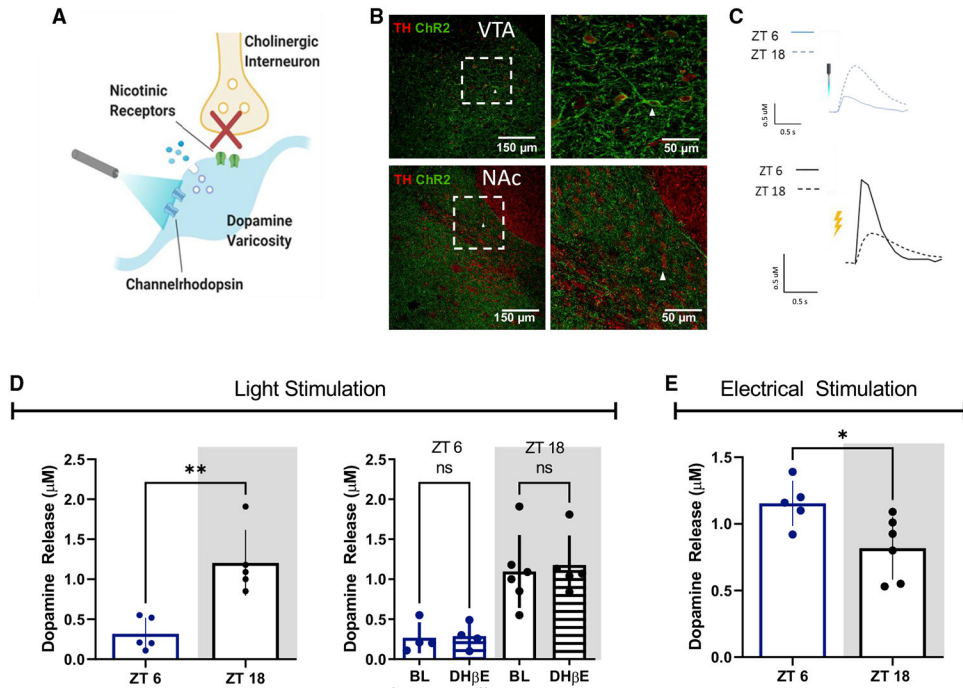 A
Cholinergic
Interneuron
Nicotinic
Receptors
Dopamine
Varicosity
Channelrhodopsin
B
TH ChR2
VTA
150 µm
50 µm
TH ChR2
NAc
150 µm
50 µm
C
ZT 6
ZT 18
0.5 uM
0.5 s
ZT 6
ZT 18
0.5 uM
0.5 s
D
Light Stimulation
Dopamine Release (µM)
2.5
2.0
1.5
1.0
0.5
0.0
**
ZT 6
ZT 18
Dopamine Release (µM)
2.5
2.0
1.5
1.0
0.5
0.0
ZT 6
ns
ZT 18
ns
BL
DHβE
BL
DHβE
E
Electrical Stimulation
Dopamine Release (µM)
1.5
1.0
0.5
0.0
*
ZT 6
ZT 18